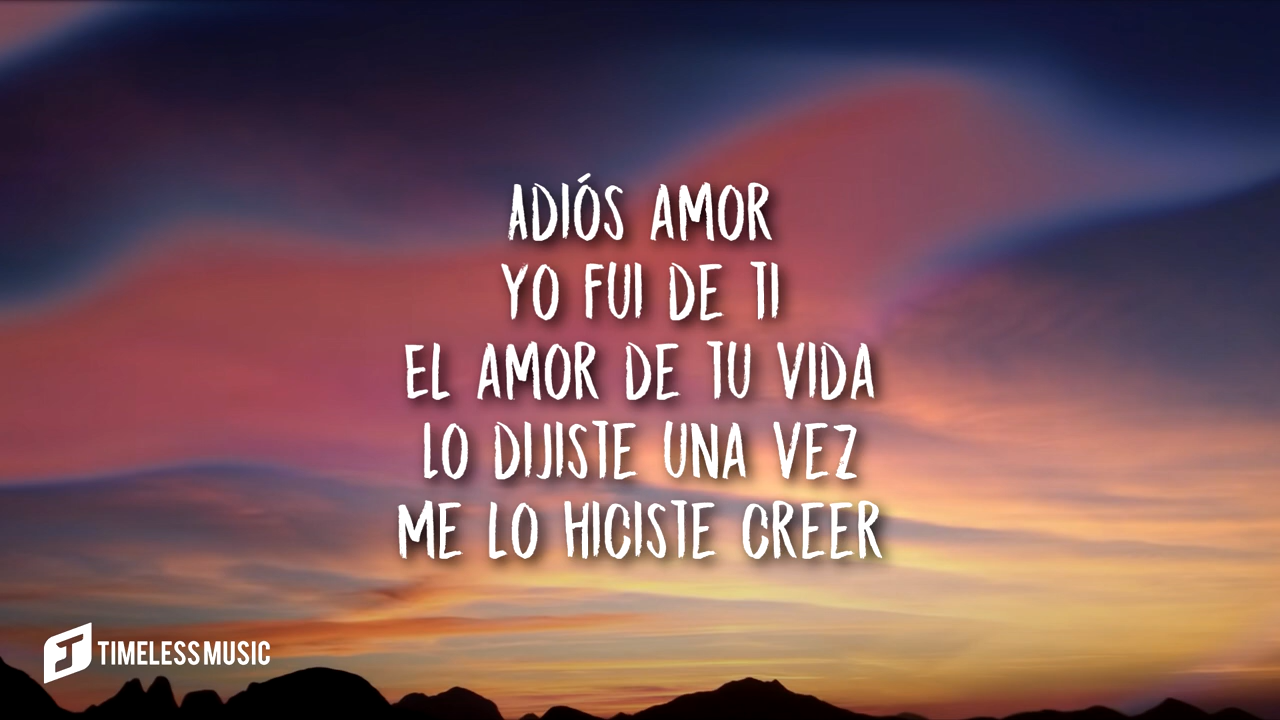 ADIÓS AMOR
YO FUI DE TI
EL AMOR DE TU VIDA
LO DIJISTE UNA VEZ
ME LO HICISTE CREER
TIMELESS MUSIC